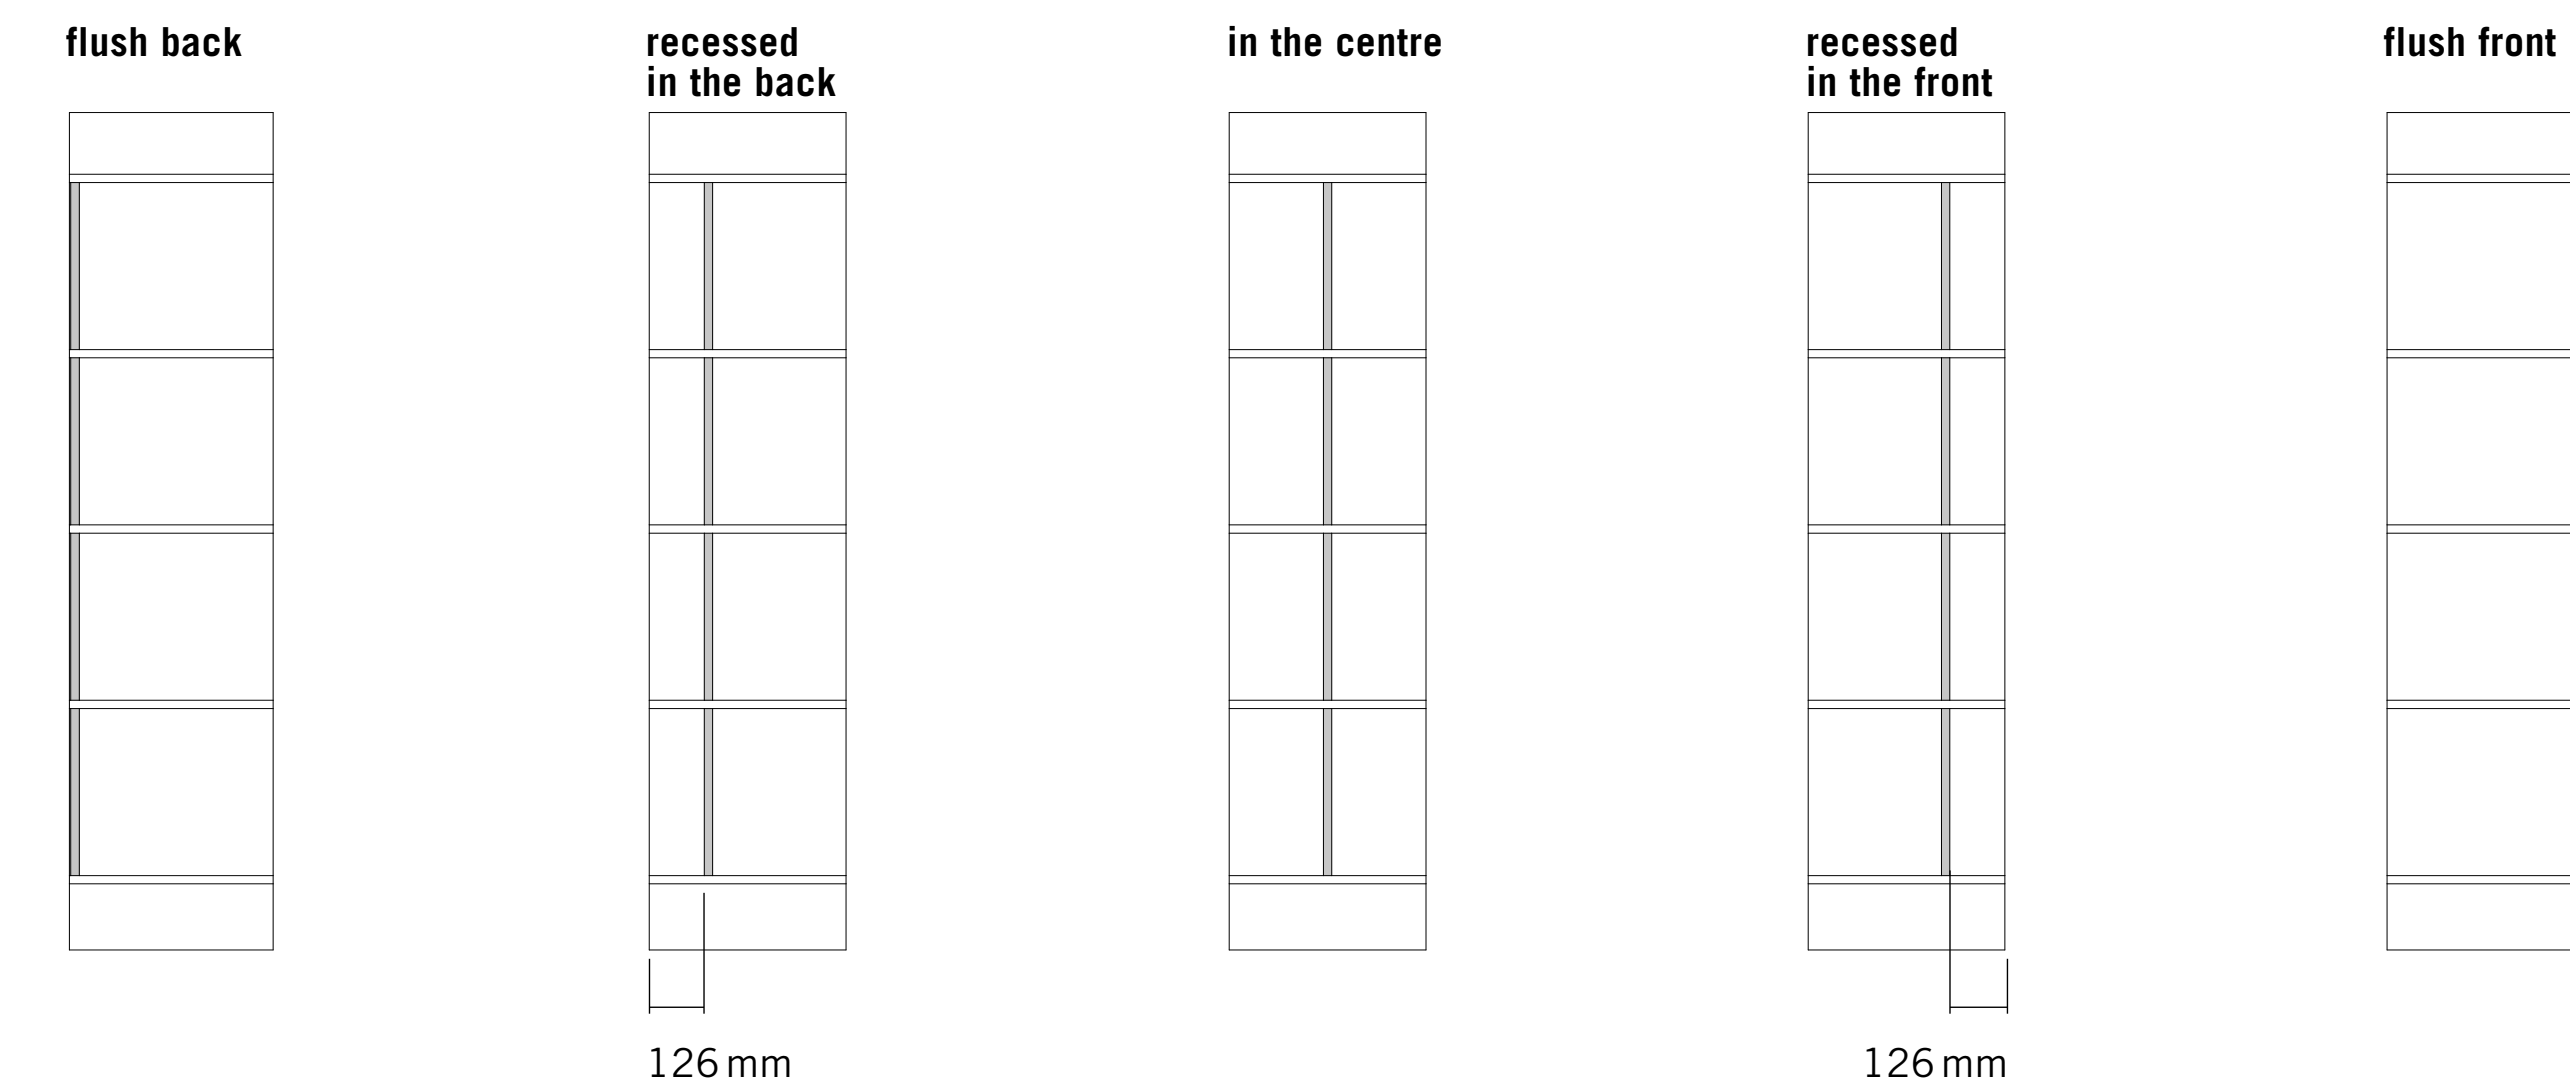 flush back
recessed
in the back
in the centre
recessed
in the front
flush front
126 mm
126 mm